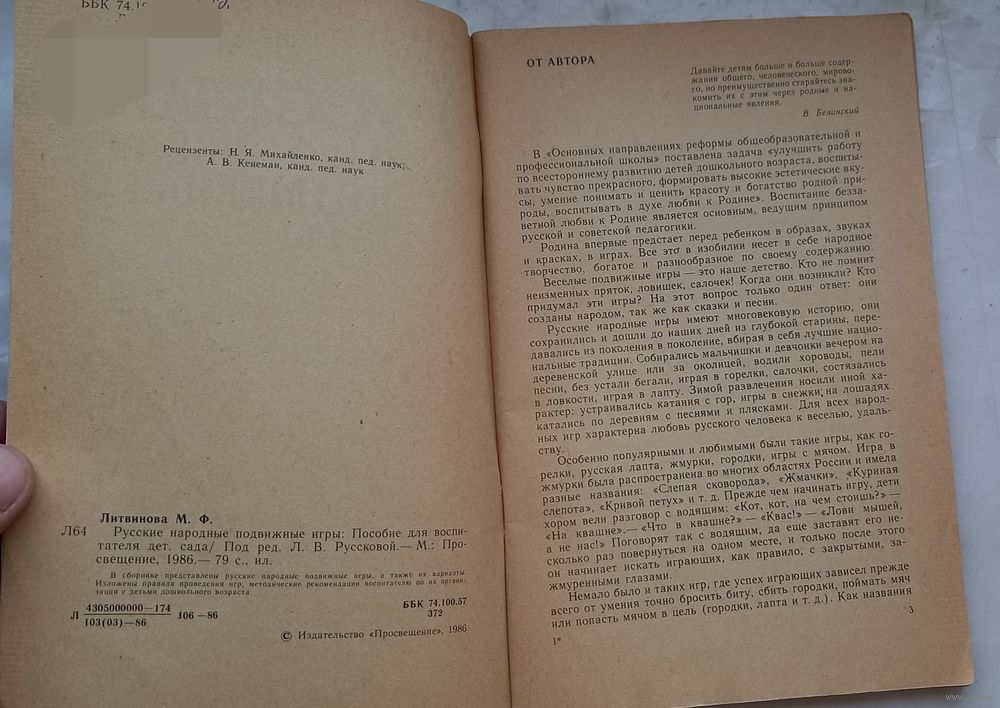 ББК 74.
Рецензенты: Н. Я. Михайленко, канд. пед. наук;
А. В. Кенеман, канд. пед. наук
Литвинова М. Ф.
Л64 Русские народные подвижные игры: Пособие для воспи-
тателя дет. сада/ Под ред. Л. В. Руссковой.— М.: Про-
свещение, 1986.— 79 с., ил.
В сборнике представлены русские народные подвижные игры, а также их варианты.
Изложены правила проведения игр, методические рекомендации воспитателю по их органи-
зации с детьми дошкольного возраста.
Л 4305000000—174
103(03)—86
106 —86
ББК 74.100.57
372
© Издательство «Просвещение», 1986
ОТ АВТОРА
Давайте детям больше и больше содер-
жания общего, человеческого, мирово-
го, но преимущественно старайтесь зна-
комить их с этим через родные и на-
циональные явления.
В. Белинский
В «Основных направлениях реформы общеобразовательной и
профессиональной школы» поставлена задача «улучшить работу
по всестороннему развитию детей дошкольного возраста, воспиты-
вать чувство прекрасного, формировать высокие эстетические вку-
сы, умение понимать и ценить красоту и богатство родной при-
роды, воспитывать в духе любви к Родине». Воспитание безза-
ветной любви к Родине является основным, ведущим принципом
русской и советской педагогики.
Родина впервые предстает перед ребенком в образах, звуках
и красках, в играх. Все это в изобилии несет в себе народное
творчество, богатое и разнообразное по своему содержанию.
Веселые подвижные игры — это наше детство. Кто не помнит
неизменных пряток, ловишек, салочек! Когда они возникли? Кто
придумал эти игры? На этот вопрос только один ответ: они
созданы народом, так же как сказки и песни.
Русские народные игры имеют многовековую историю, они
сохранились и дошли до наших дней из глубокой старины, пере-
давались из поколения в поколение, вбирая в себя лучшие нацио-
нальные традиции. Собирались мальчишки и девчонки вечером на
деревенской улице или за околицей, водили хороводы, пели
песни, без устали бегали, играя в горелки, салочки, состязались
в ловкости, играя в лапту. Зимой развлечения носили иной ха-
рактер: устраивались катания с гор, игры в снежки; на лошадях
катались по деревням с песнями и плясками. Для всех народ-
ных игр характерна любовь русского человека к веселью, удаль-
ству.
Особенно популярными и любимыми были такие игры, как го-
релки, русская лапта, жмурки, городки, игры с мячом. Игра в
жмурки была распространена во многих областях России и имела
разные названия: «Слепая сковорода», «Жмачки», «Куриная
слепота», «Кривой петух» и т. д. Прежде чем начинать игру, дети
хором вели разговор с водящим: «Кот, кот, на чем стоишь?» —
«На квашне».— «Что в квашне?» — «Квас!» — «Лови мышей,
а не нас!» Поговорят так с водящим, да еще заставят его не-
сколько раз повернуться на одном месте, и только после этого
он начинает искать играющих, как правило, с закрытыми, за-
жмуренными глазами.
Немало было и таких игр, где успех играющих зависел прежде
всего от умения точно бросить биту, сбить городки, поймать мяч
или попасть мячом в цель (городки, лапта и т. д.). Как названия
1*
3